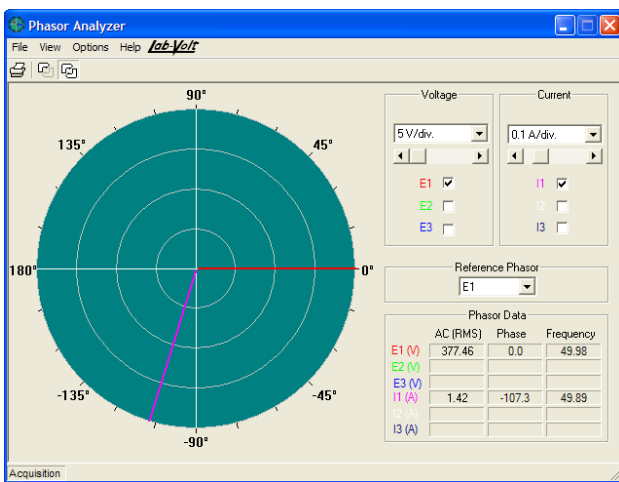 Phasor Analyzer
File View Options Help Lab-Volt
90°
135°
45°
180°
0°
-135°
-45°
-90°
Voltage
5 V/div.
E1
E2
E3
Current
0.1 A/div.
I1
I2
I3
Reference Phasor
E1
Phasor Data
AC (RMS) Phase Frequency
E1 (V) 377.46 0.0 49.98
E2 (V)
E3 (V)
I1 (A) 1.42 -107.3 49.89
I2 (A)
I3 (A)
Acquisition